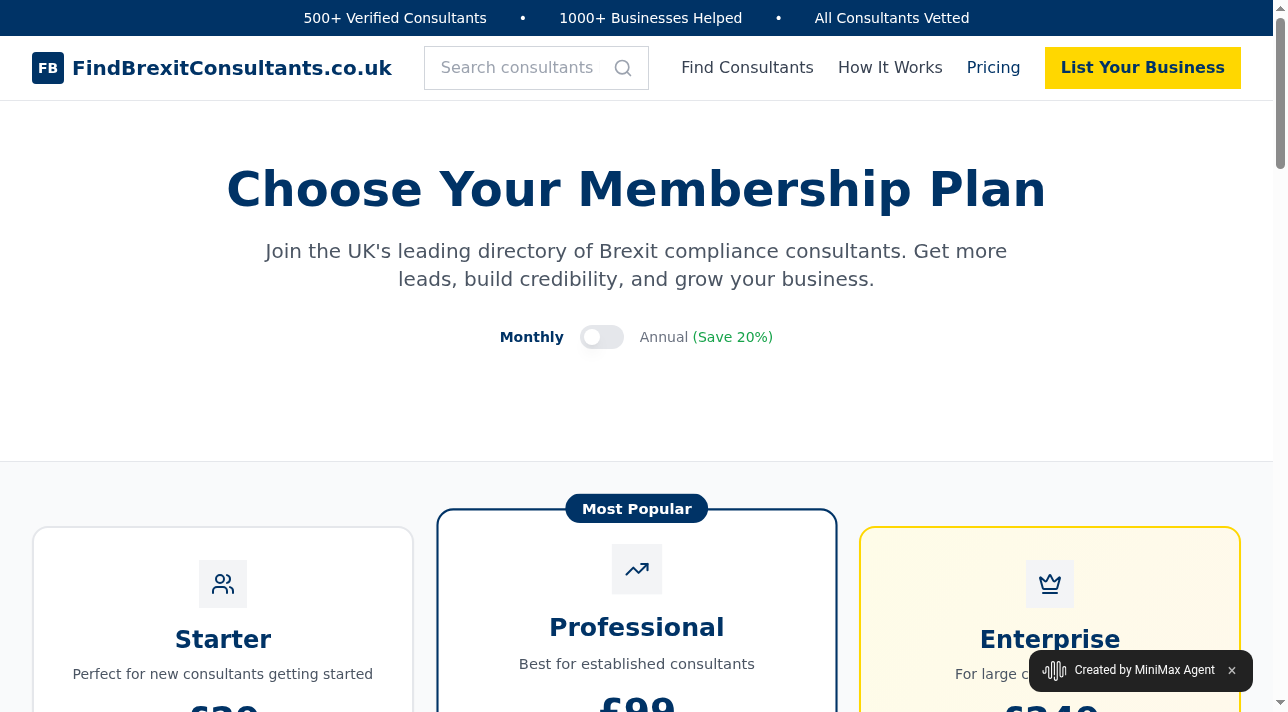 500+ Verified Consultants • 1000+ Businesses Helped • All Consultants Vetted
FB FindBrexitConsultants.co.uk Search consultants Find Consultants How It Works Pricing List Your Business
Choose Your Membership Plan
Join the UK's leading directory of Brexit compliance consultants. Get more
leads, build credibility, and grow your business.
Monthly Annual (Save 20%)
Most Popular
Starter
Perfect for new consultants getting started
Professional
Best for established consultants
£99
Enterprise
For large
Created by MiniMax Agent ×